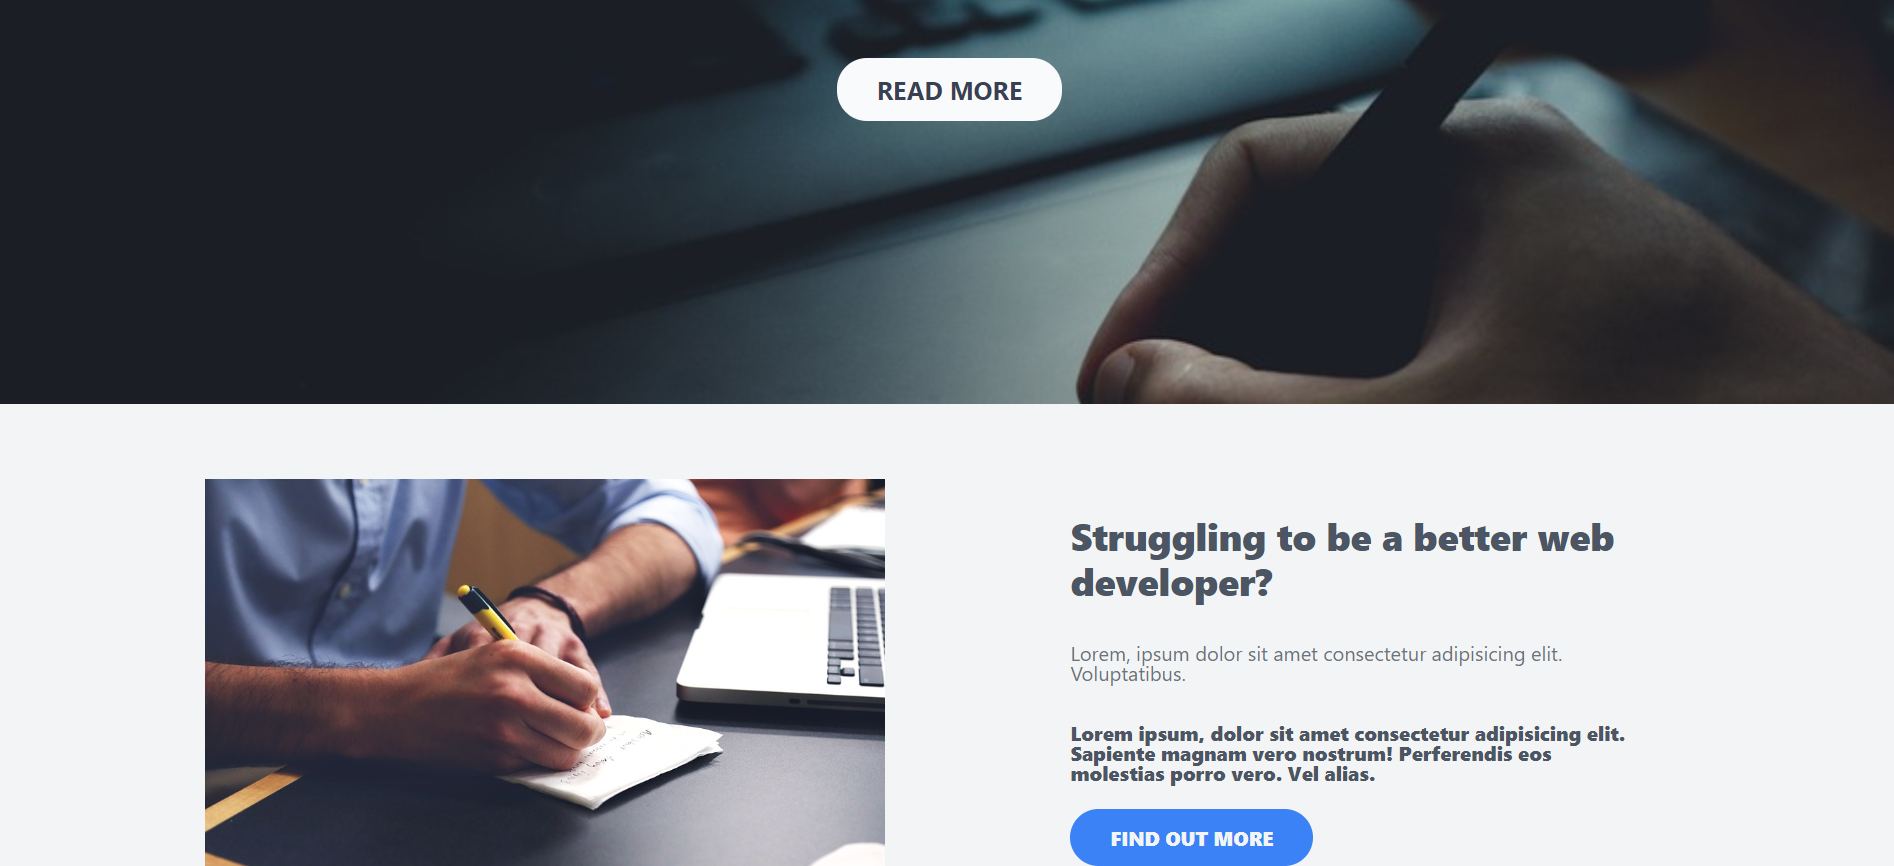 READ MORE
Struggling to be a better web
developer?
Lorem, ipsum dolor sit amet consectetur adipisicing elit.
Voluptatibus.
Lorem ipsum, dolor sit amet consectetur adipisicing elit.
Sapiente magnam vero nostrum! Perferendis eos
molestias porro vero. Vel alias.
FIND OUT MORE